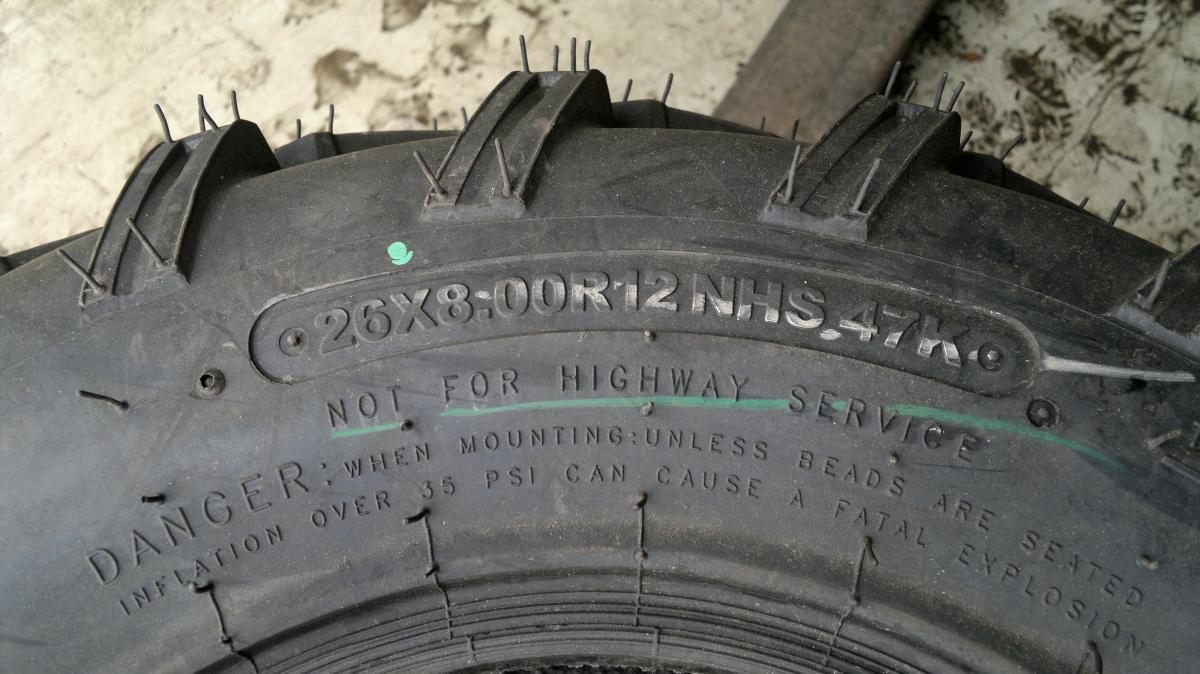 26X8:00R12 NHS,47K
NOT FOR HIGHWAY SERVICE
DANGER: WHEN MOUNTING:UNLESS BEADS ARE SEATED
INFLATION OVER 35 PSI CAN CAUSE A FATAL EXPLOSION